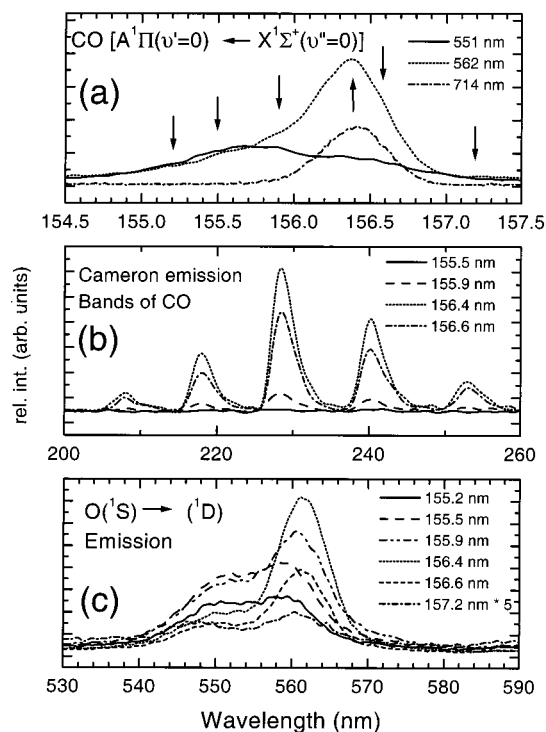 CO [A¹Π(υ'=0) ← X¹Σ⁺(υ''=0)]
551 nm
562 nm
714 nm
(a)
154.5 155.0 155.5 156.0 156.5 157.0 157.5
Cameron emission
Bands of CO
155.5 nm
155.9 nm
156.4 nm
156.6 nm
(b)
rel. int. (arb. units)
200 220 240 260
O(¹S) → (¹D)
Emission
155.2 nm
155.5 nm
155.9 nm
156.4 nm
156.6 nm
157.2 nm * 5
(c)
530 540 550 560 570 580 590
Wavelength (nm)